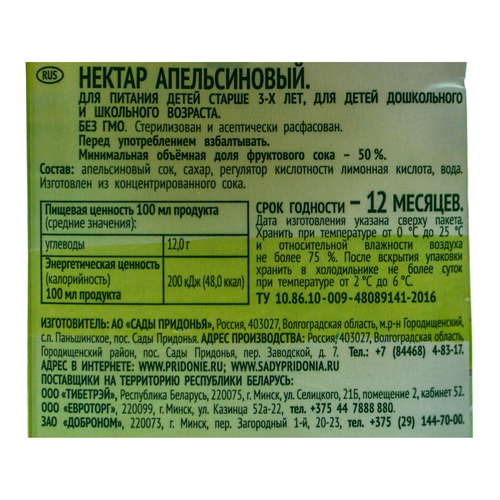 RUS НЕКТАР АПЕЛЬСИНОВЫЙ.
ДЛЯ ПИТАНИЯ ДЕТЕЙ СТАРШЕ 3-Х ЛЕТ, ДЛЯ ДЕТЕЙ ДОШКОЛЬНОГО
И ШКОЛЬНОГО ВОЗРАСТА.
БЕЗ ГМО. Стерилизован и асептически расфасован.
Перед употреблением взбалтывать.
Минимальная объёмная доля фруктового сока – 50 %.
Состав: апельсиновый сок, сахар, регулятор кислотности лимонная кислота, вода.
Изготовлен из концентрированного сока.
Пищевая ценность 100 мл продукта
(средние значения):
углеводы 12,0 г
Энергетическая ценность
(калорийность) 200 кДж (48,0 ккал)
100 мл продукта
СРОК ГОДНОСТИ – 12 МЕСЯЦЕВ.
Дата изготовления указана сверху пакета.
Хранить при температуре от 0 °С до 25 °С
и относительной влажности воздуха
не более 75 %. После вскрытия упаковки
хранить в холодильнике не более суток
при температуре от 2 °С до 6 °С.
ТУ 10.86.10-009-48089141-2016
ИЗГОТОВИТЕЛЬ: АО «САДЫ ПРИДОНЬЯ», Россия, 403027, Волгоградская область, м.р-н Городищенский,
с.п. Паньшинское, пос. Сады Придонья. АДРЕС ПРОИЗВОДСТВА: Россия, 403027, Волгоградская область,
Городищенский район, пос. Сады Придонья, пер. Заводской, д. 7. Тел.: +7 (84468) 4-83-17.
АДРЕС В ИНТЕРНЕТЕ: WWW.PRIDONIE.RU, WWW.SADYPRIDONIA.RU
ПОСТАВЩИКИ НА ТЕРРИТОРИЮ РЕСПУБЛИКИ БЕЛАРУСЬ:
ООО «ТИБЕТРЭЙ», Республика Беларусь, 220075, г. Минск, ул. Селицкого, 21Б, помещение 2, кабинет 52.
ООО «ЕВРОТОРГ», 220099, г. Минск, ул. Казинца 52а-22, тел. +375 44 7888 880.
ЗАО «ДОБРОНОМ», 220073, г. Минск, пер. Загородный 1-й, д. 20-23, тел. +375 (29) 144-70-00.